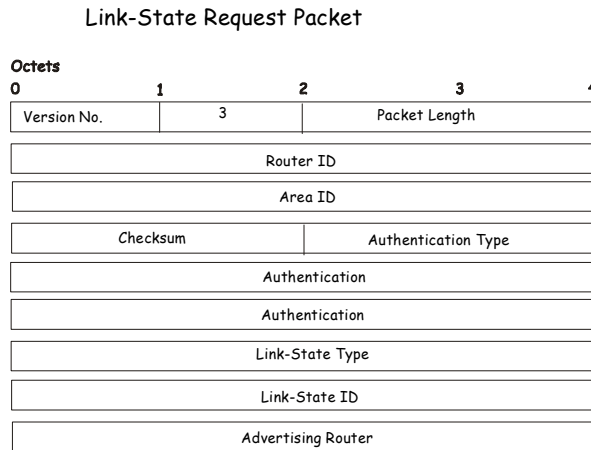 Link-State Request Packet
Octets
0 1 2 3 4
Version No. 3 Packet Length
Router ID
Area ID
Checksum Authentication Type
Authentication
Authentication
Link-State Type
Link-State ID
Advertising Router